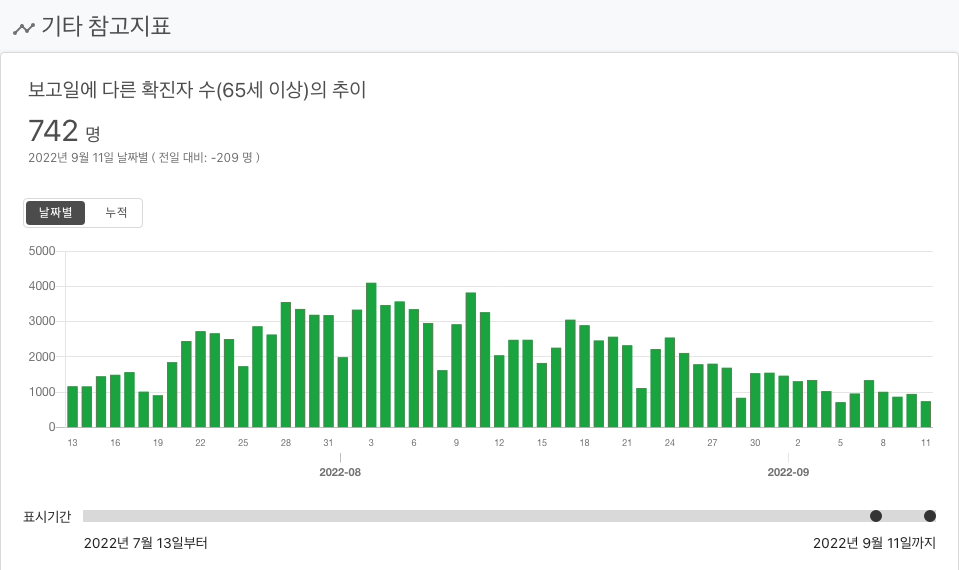 기타 참고지표
보고일에 다른 확진자 수(65세 이상)의 추이
742 명
2022년 9월 11일 날짜별 ( 전일 대비: -209 명 )
날짜별 누적
5000
4000
3000
2000
1000
0
13 16 19 22 25 28 31 3 6 9 12 15 18 21 24 27 30 2 5 8 11
2022-08 2022-09
표시기간
2022년 7월 13일부터 2022년 9월 11일까지